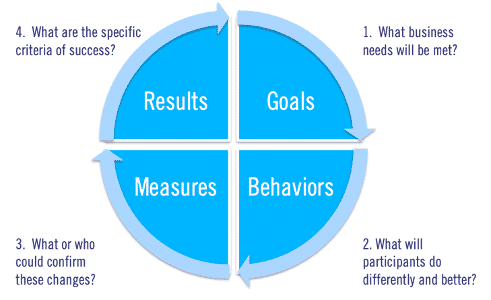 4. What are the specific
criteria of success?
1. What business
needs will be met?
Results
Goals
Measures
Behaviors
3. What or who
could confirm
these changes?
2. What will
participants do
differently and better?